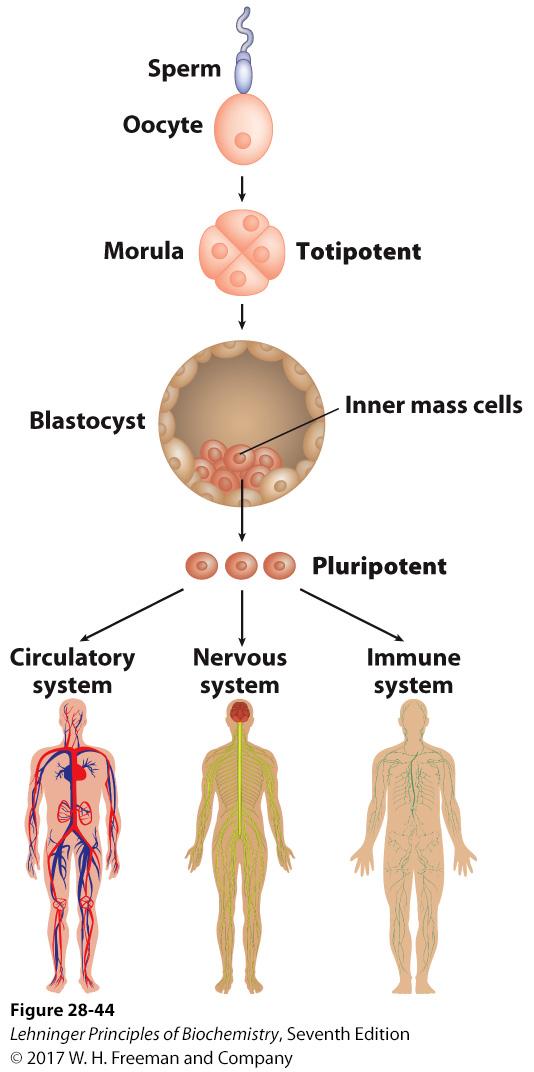 Sperm
Oocyte
Morula
Totipotent
Inner mass cells
Blastocyst
Pluripotent
Circulatory
system
Nervous
system
Immune
system
Figure 28-44
Lehninger Principles of Biochemistry, Seventh Edition
© 2017 W. H. Freeman and Company